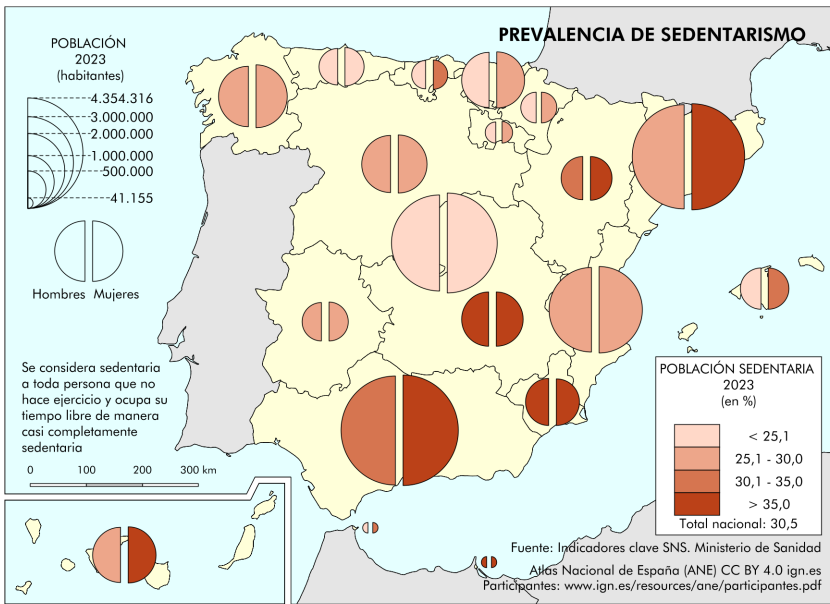 PREVALENCIA DE SEDENTARISMO
POBLACIÓN
2023
(habitantes)
4.354.316
3.000.000
2.000.000
1.000.000
500.000
41.155
Hombres Mujeres
Se considera sedentaria
a toda persona que no
hace ejercicio y ocupa su
tiempo libre de manera
casi completamente
sedentaria
0 100 200 300 km
POBLACIÓN SEDENTARIA
2023
(en %)
< 25,1
25,1 - 30,0
30,1 - 35,0
> 35,0
Total nacional: 30,5
Fuente: Indicadores clave SNS. Ministerio de Sanidad
Atlas Nacional de España (ANE) CC BY 4.0 ign.es
Participantes: www.ign.es/resources/ane/participantes.pdf